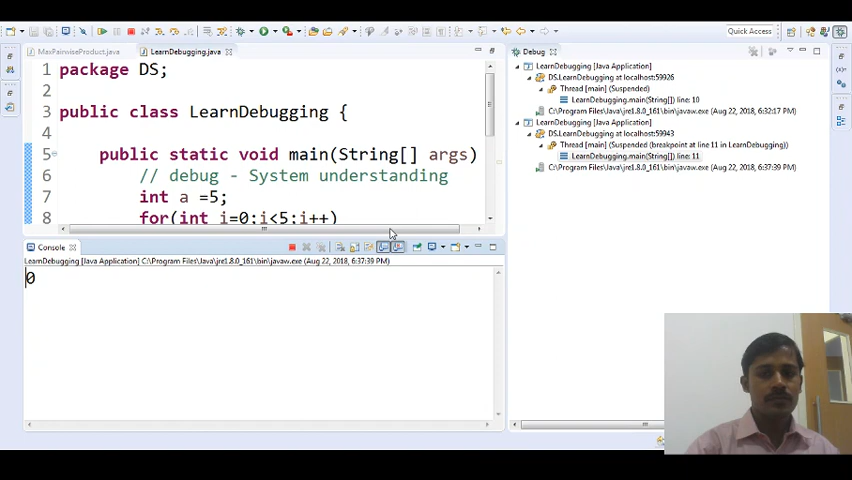 Quick Access
MaxPairwiseProduct.java
LearnDebugging.java
1 package DS;
2
3 public class LearnDebugging {
4
5 public static void main(String[] args)
6 // debug - System understanding
7 int a =5;
8 for(int i=0;i<5;i++)
Debug
LearnDebugging [Java Application]
DS.LearnDebugging at localhost:59926
Thread [main] (Suspended)
LearnDebugging.main(String[]) line: 10
C:\Program Files\Java\jre1.8.0_161\bin\javaw.exe (Aug 22, 2018, 6:32:17 PM)
LearnDebugging [Java Application]
DS.LearnDebugging at localhost:59943
Thread [main] (Suspended (breakpoint at line 11 in LearnDebugging))
LearnDebugging.main(String[]) line: 11
C:\Program Files\Java\jre1.8.0_161\bin\javaw.exe (Aug 22, 2018, 6:37:39 PM)
Console
LearnDebugging [Java Application] C:\Program Files\Java\jre1.8.0_161\bin\javaw.exe (Aug 22, 2018, 6:37:39 PM)
0